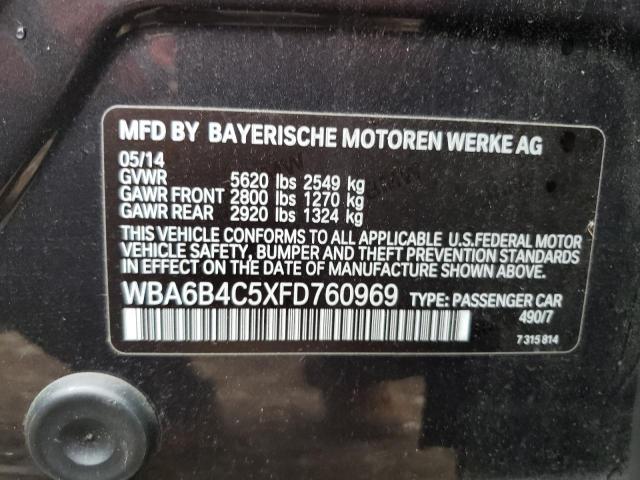 MFD BY BAYERISCHE MOTOREN WERKE AG
05/14
GVWR 5620 lbs 2549 kg
GAWR FRONT 2800 lbs 1270 kg
GAWR REAR 2920 lbs 1324 kg
THIS VEHICLE CONFORMS TO ALL APPLICABLE U.S.FEDERAL MOTOR
VEHICLE SAFETY, BUMPER AND THEFT PREVENTION STANDARDS
IN EFFECT ON THE DATE OF MANUFACTURE SHOWN ABOVE.
WBA6B4C5XFD760969 TYPE: PASSENGER CAR
490/7
7 315 814